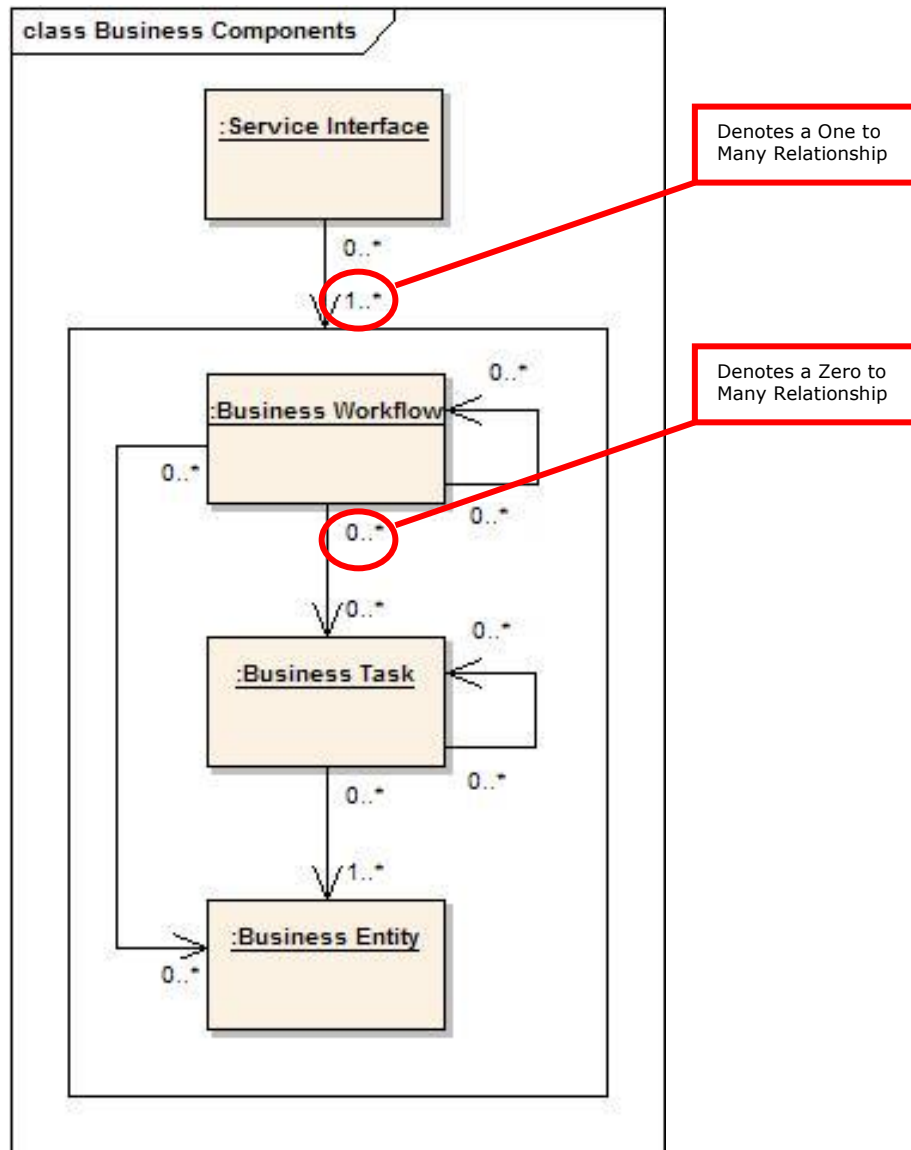 class Business Components
:Service Interface
Denotes a One to
Many Relationship
0..*
1..*
Denotes a Zero to
Many Relationship
0..*
:Business Workflow
0..*
0..*
0..*
0..*
0..*
:Business Task
0..*
0..*
1..*
:Business Entity
0..*